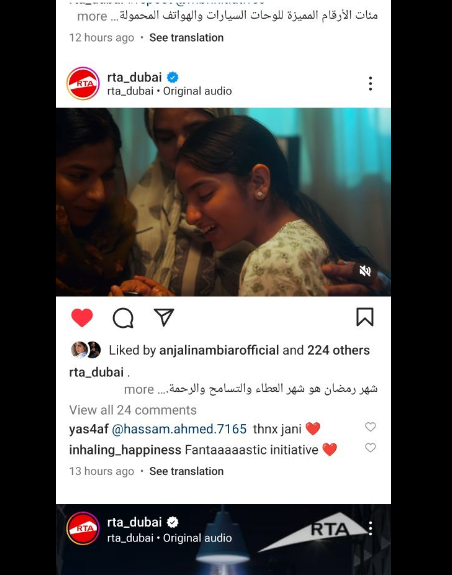 مئات الأرقام المميزة للوحات السيارات والهواتف المحمولة... more
12 hours ago • See translation
RTA
rta_dubai
rta_dubai • Original audio
Liked by anjalinambiarofficial and 224 others
rta_dubai .
شهر رمضان هو شهر العطاء والتسامح والرحمة.... more
View all 24 comments
yas4af @hassam.ahmed.7165 thnx jani ❤️
inhaling_happiness Fantaaaaastic initiative ❤️
13 hours ago • See translation
RTA
rta_dubai
rta_dubai • Original audio
RTA